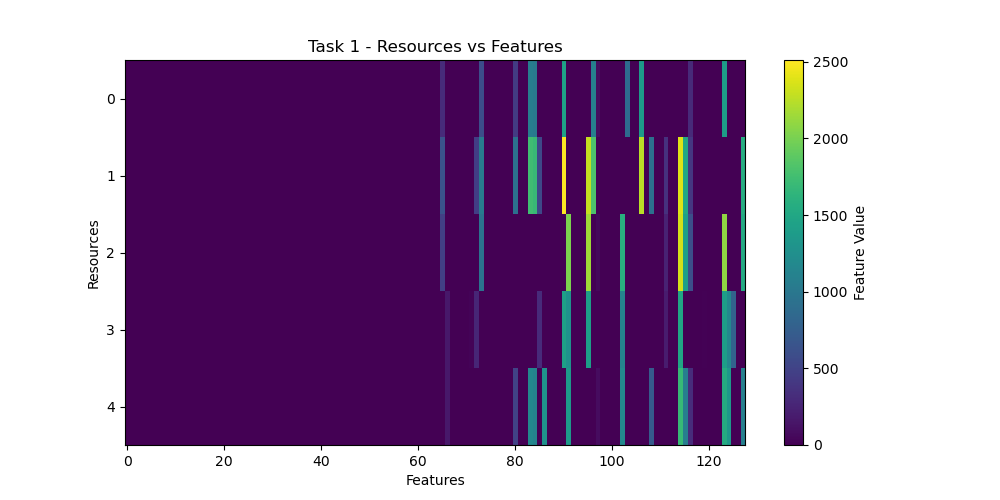 Task 1 - Resources vs Features
Resources
0
1
2
3
4
0 20 40 60 80 100 120
Features
2500
2000
1500
1000
500
0
Feature Value